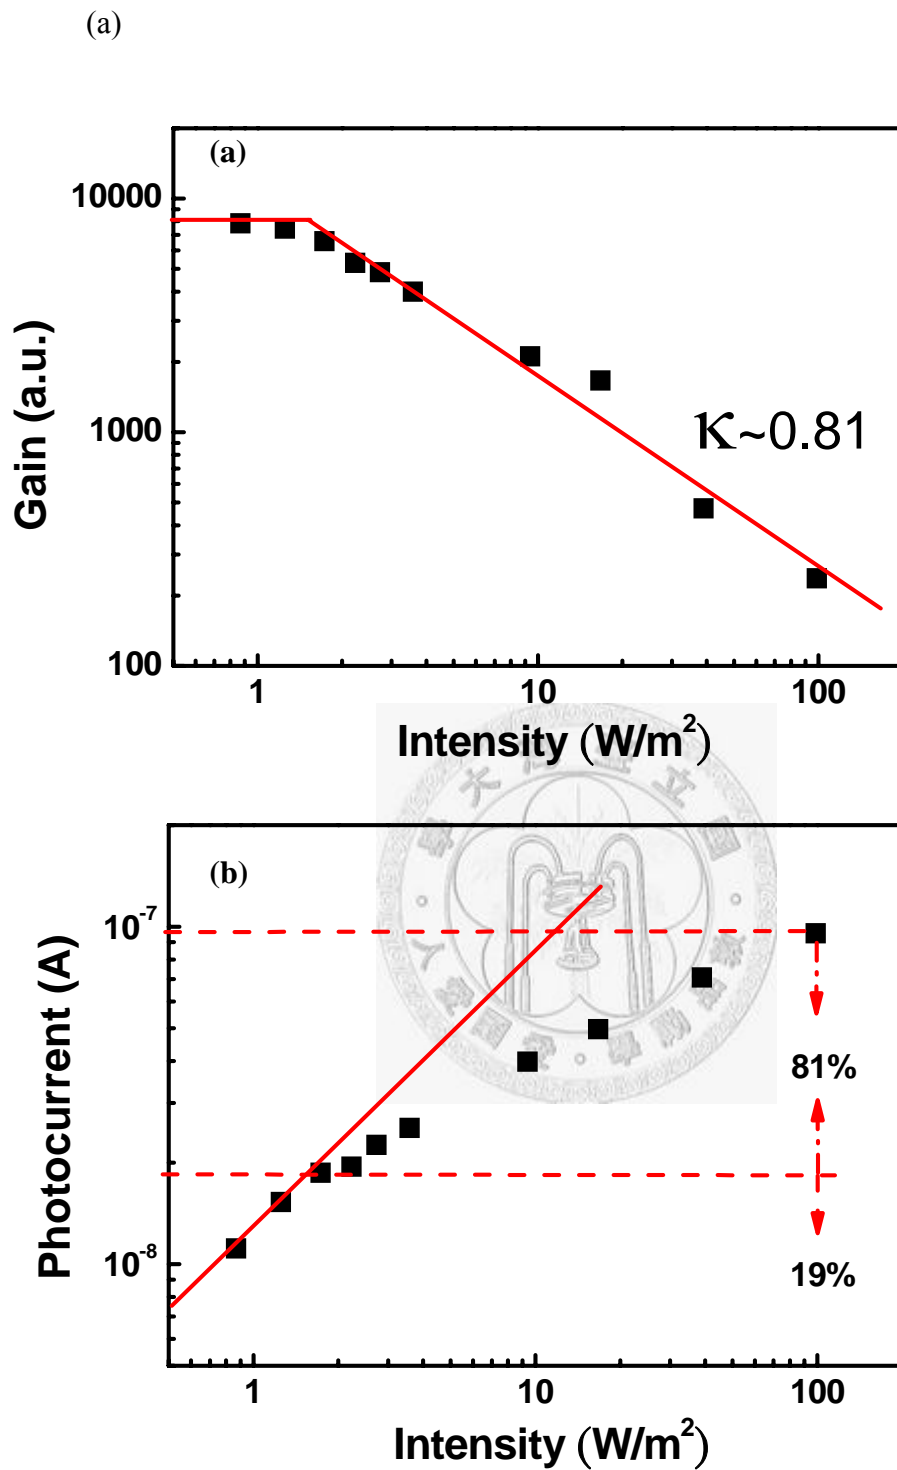 (a)
(a)
10000
1000
100
Gain (a.u.)
κ~0.81
1 10 100
Intensity (W/m²)
(b)
10⁻⁷
10⁻⁸
Photocurrent (A)
81%
19%
1 10 100
Intensity (W/m²)